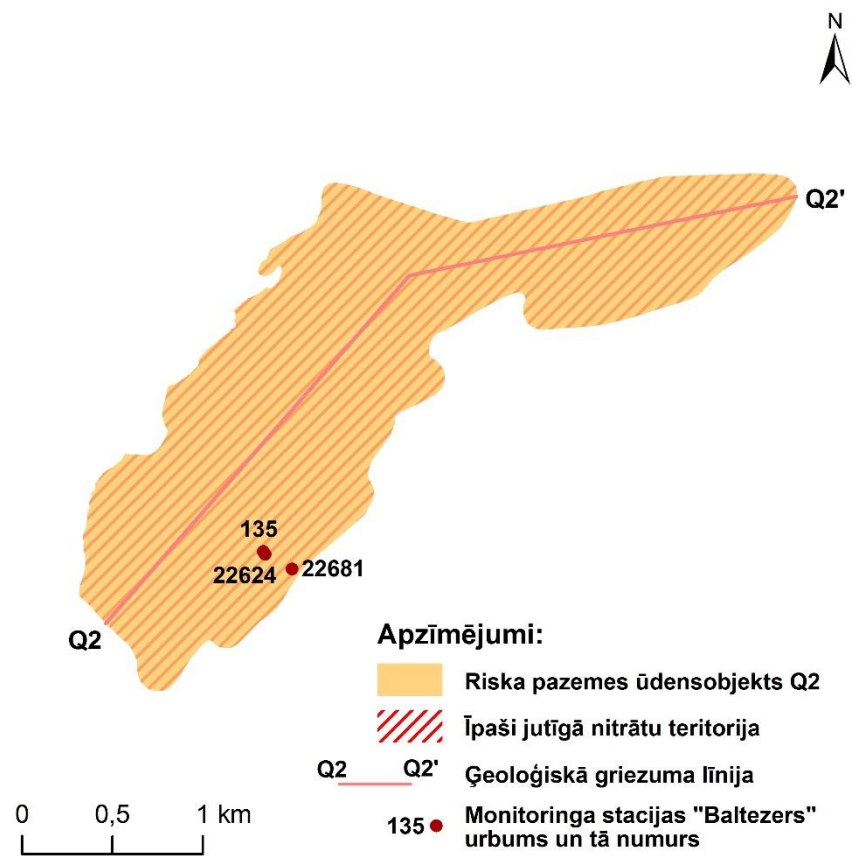 N
Q2'
135
22624
22681
Q2
Apzīmējumi:
Riska pazemes ūdensobjekts Q2
Īpaši jutīgā nitrātu teritorija
Q2 Q2' Ģeoloģiskā griezuma līnija
135 Monitoringa stacijas "Baltezers"
urbums un tā numurs
0 0,5 1 km